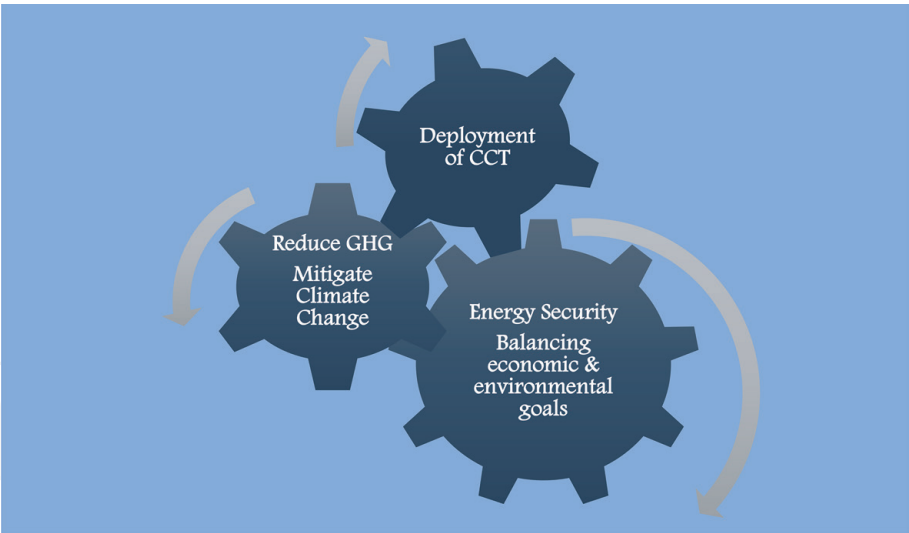 Deployment
of CCT
Reduce GHG
Mitigate
Climate
Change
Energy Security
Balancing
economic &
environmental
goals